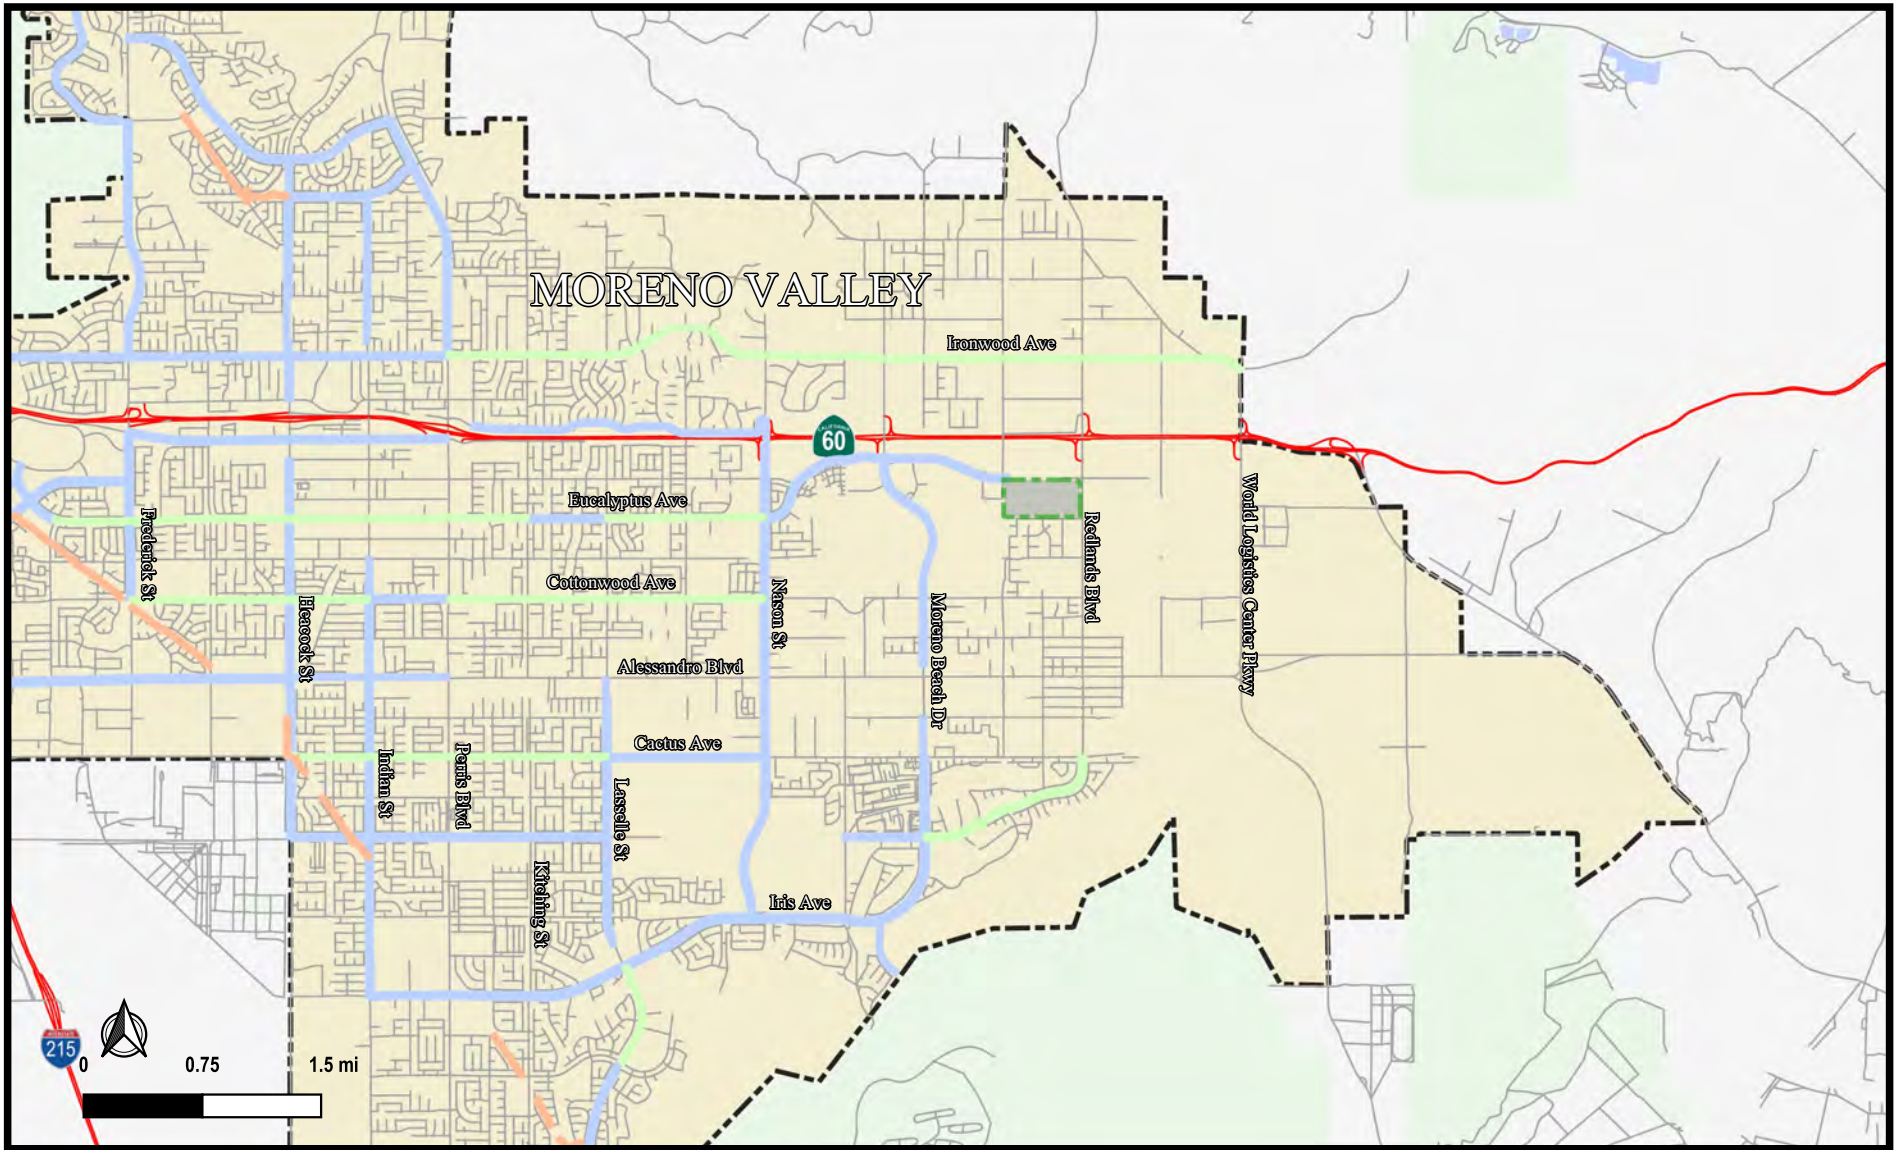 MORENO VALLEY
Ironwood Ave
CALIFORNIA
60
Eucalyptus Ave
World Logistics Center Pkwy
Frederick St
Redlands Blvd
Cottonwood Ave
Nason St
Heacock St
Moreno Beach Dr
Alessandro Blvd
Cactus Ave
Indian St
Perris Blvd
Lasselle St
Kitching St
Iris Ave
INTERSTATE
215
0 0.75 1.5 mi